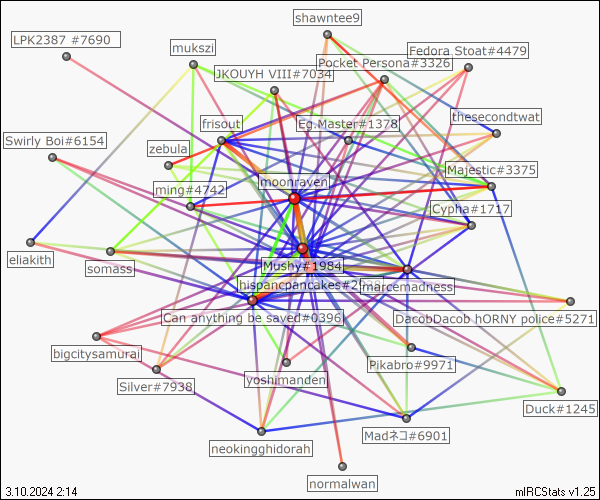 shawntee9
LPK2387 #7690
mukszi
Fedora Stoat#4479
Pocket Persona#3326
JKOUYH VIII#7034
thesecondtwat
frisout
Eg.Master#1378
Swirly Boi#6154
zebula
Majestic#3375
moonraven
ming#4742
Cypha#1717
eliakith
somass
Mushy#1984
hispancpancakes#2
marcemadness
Can anything be saved#0396
DacobDacob hORNY police#5271
bigcitysamurai
Pikabro#9971
Silver#7938
yoshimanden
Duck#1245
Madネコ#6901
neokingghidorah
normalwan
3.10.2024 2:14
mIRCStats v1.25